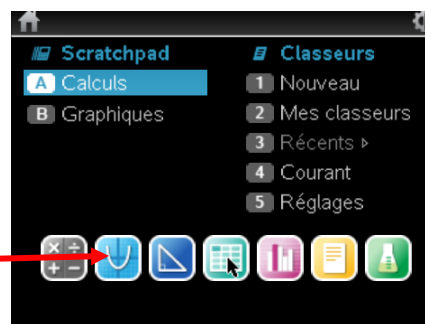 Scratchpad
A Calculs
B Graphiques
Classeurs
1 Nouveau
2 Mes classeurs
3 Récents ▸
4 Courant
5 Réglages